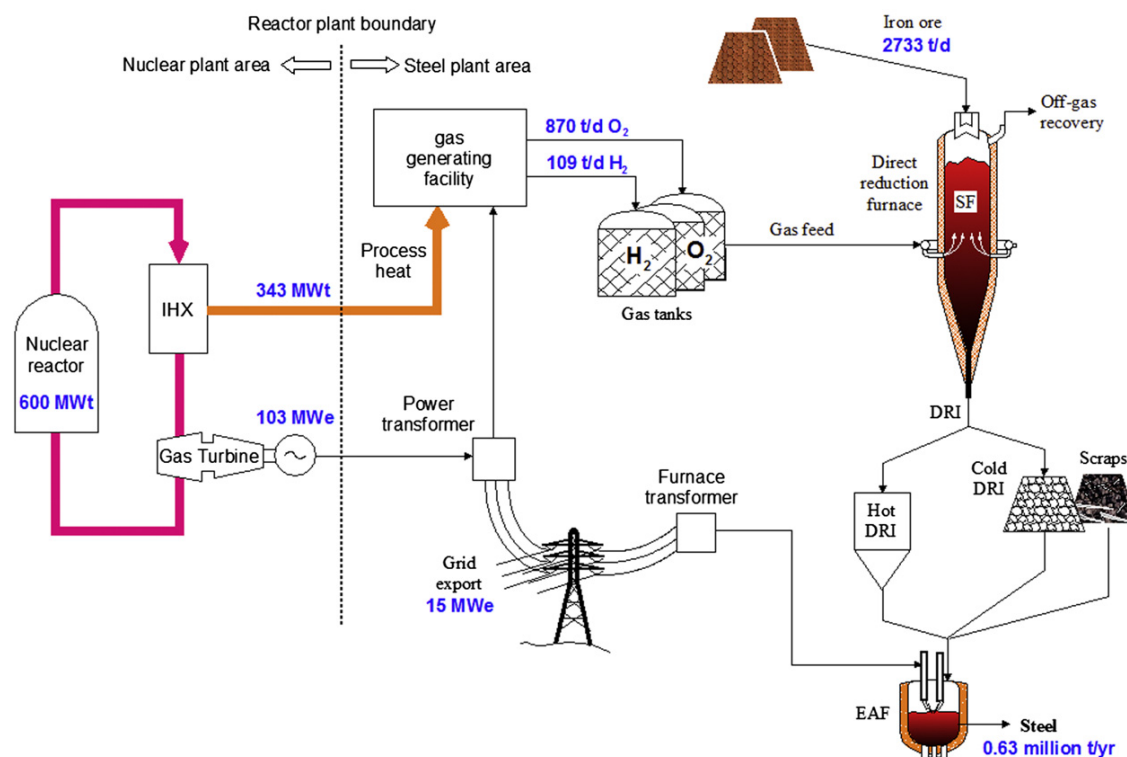 Reactor plant boundary
Nuclear plant area
Steel plant area
Iron ore
2733 t/d
Off-gas
recovery
gas
generating
facility
870 t/d O₂
109 t/d H₂
Direct
reduction
furnace
SF
Process
heat
H₂
O₂
Gas feed
Gas tanks
343 MWt
IHX
Nuclear
reactor
600 MWt
103 MWe
Gas Turbine
Power
transformer
DRI
Furnace
transformer
Cold
DRI
Scraps
Hot
DRI
Grid
export
15 MWe
EAF
Steel
0.63 million t/yr